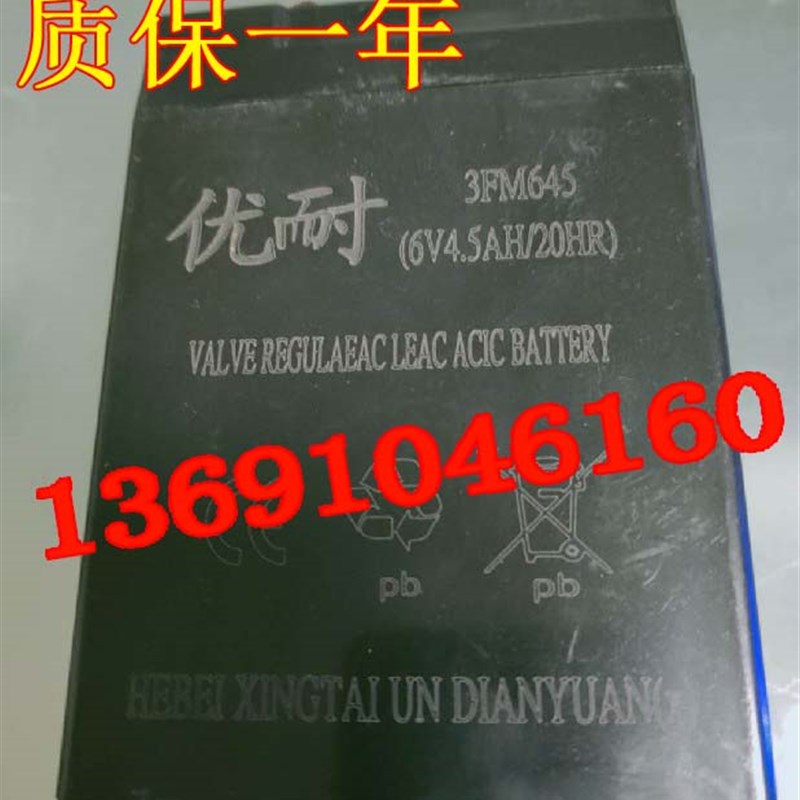 质保一年
优耐
3FM645
(6V4.5AH/20HR)
VALVE REGULAEAC LEAC ACIC BATTERY
13691046160
pb
pb
HEBEI XINGTAI UN DIANYUAN